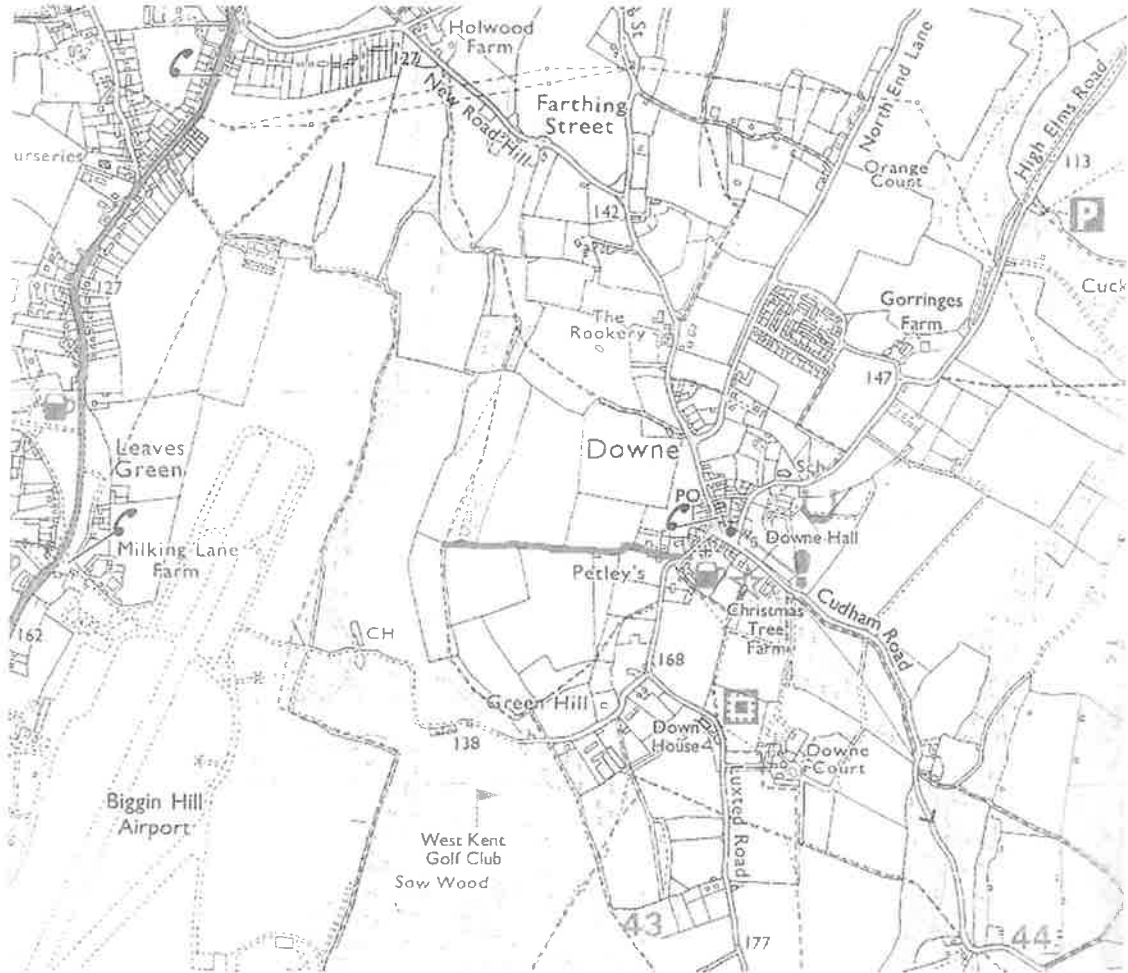 Holwood
Farm
127
New Road Hill
Farthing
Street
St
North End Lane
High Elms Road
113
P
Orange
Court
urseries
142
127
The
Rookery
Gorringes
Farm
Cuck
147
Leaves
Green
Downe
Sch
PO
Downe Hall
Milking Lane
Farm
Petley's
Christmas
Tree
Farm
Cudham Road
162
CH
168
Green Hill
138
Down
House
Downe
Court
Luxted Road
Biggin Hill
Airport
West Kent
Golf Club
Saw Wood
43
177
44